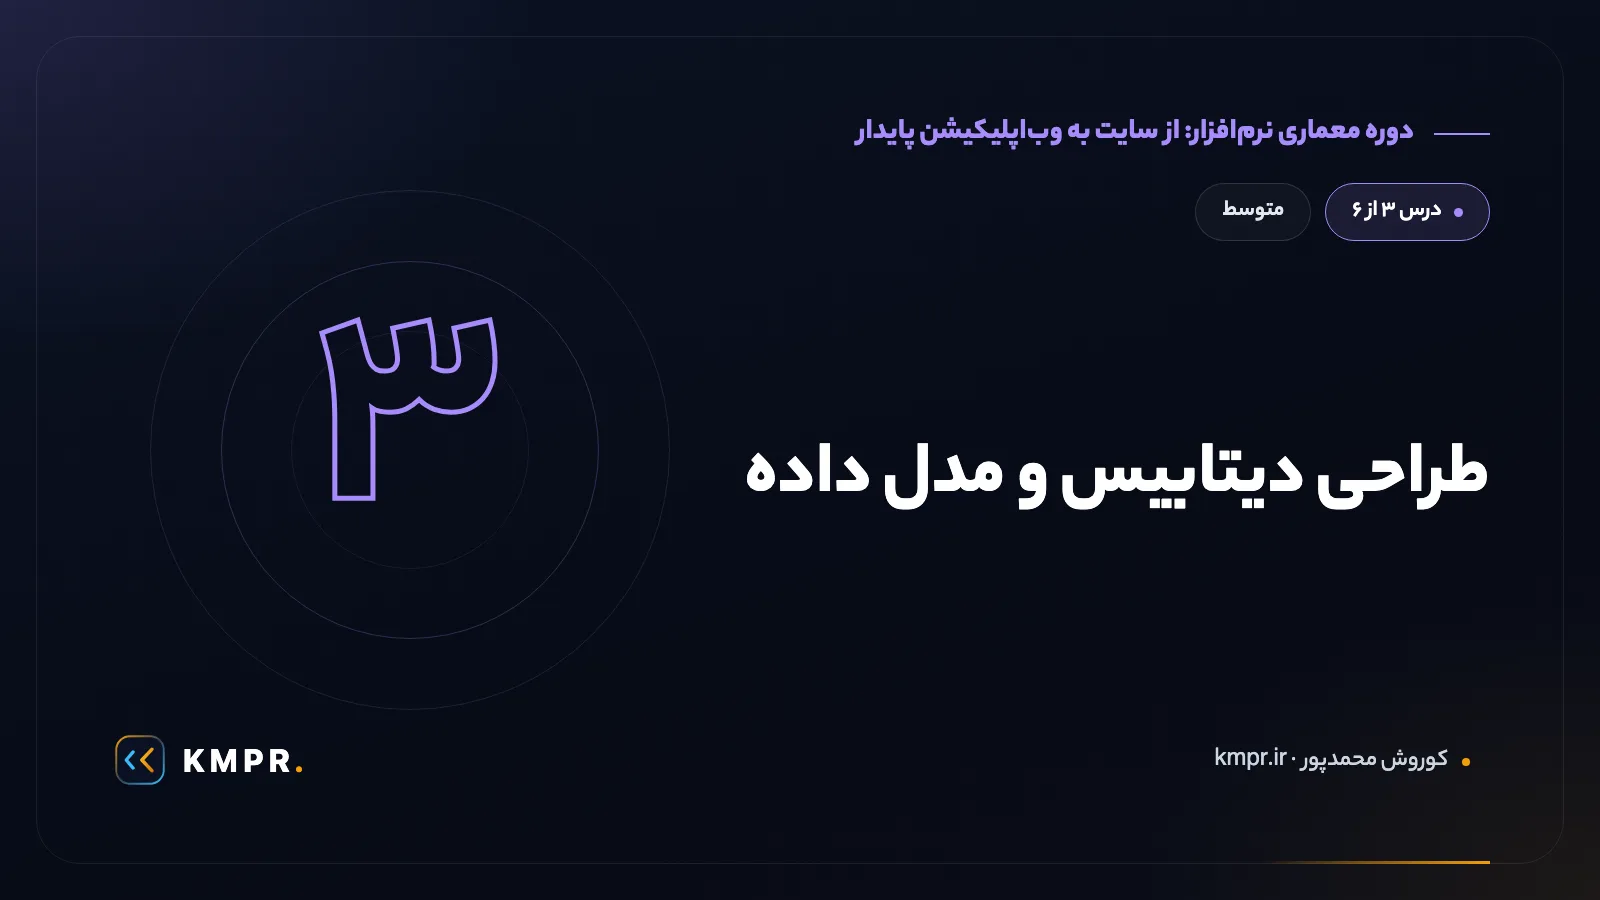 دوره معماری نرم‌افزار: از سایت به وب‌اپلیکیشن پایدار
درس ۳ از ۶
متوسط
۳
طراحی دیتابیس و مدل داده
کوروش محمدپور · kmpr.ir
KMPR.